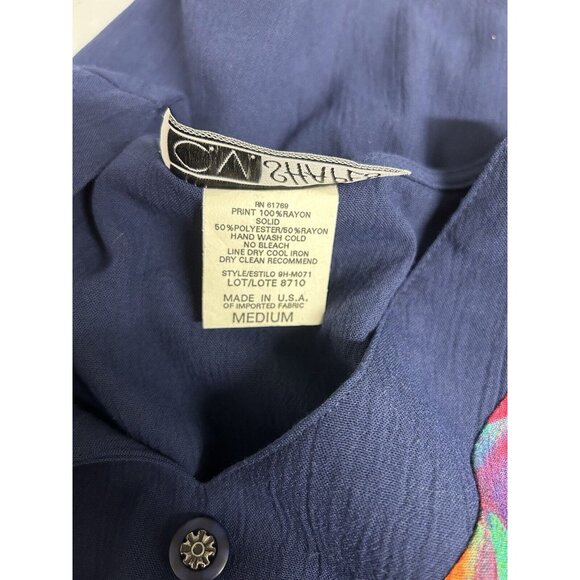 C.W. SHAPES
RN 61769
PRINT 100%RAYON
SOLID
50%POLYESTER/50%RAYON
HAND WASH COLD
NO BLEACH
LINE DRY COOL IRON
DRY CLEAN RECOMMEND
STYLE/ESTILO 9H-M071
LOT/LOTE 8710
MADE IN U.S.A.
OF IMPORTED FABRIC
MEDIUM